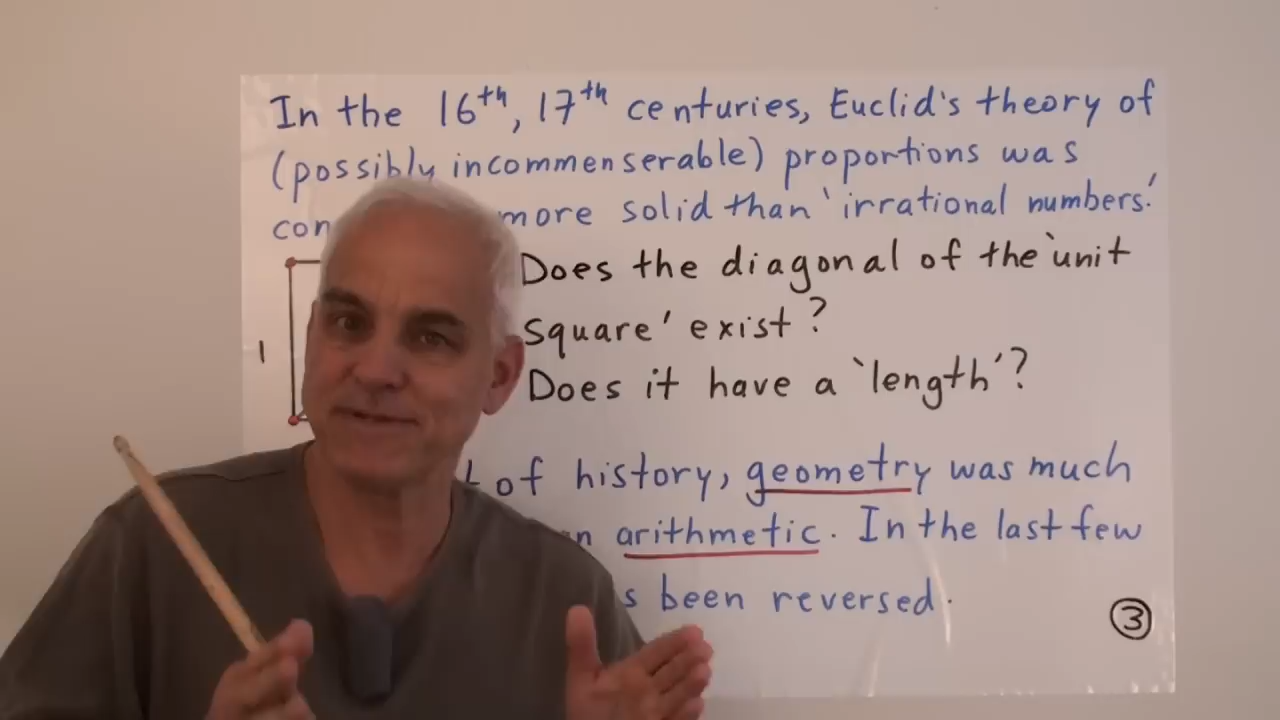 In the 16th, 17th centuries, Euclid's theory of
(possibly incommenserable) proportions was
con more solid than 'irrational numbers.'
Does the diagonal of the 'unit
square' exist?
1
Does it have a 'length'?
of history, geometry was much
arithmetic. In the last few
been reversed.
3